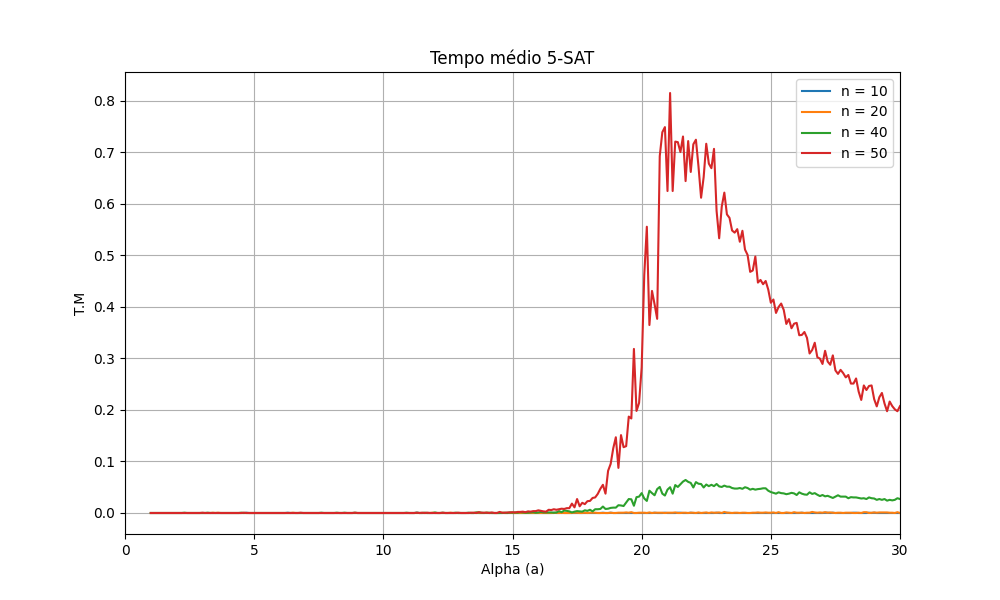 Tempo médio 5-SAT
n = 10
n = 20
n = 40
n = 50
0.8
0.7
0.6
0.5
0.4
0.3
0.2
0.1
0.0
T.M
0 5 10 15 20 25 30
Alpha (a)